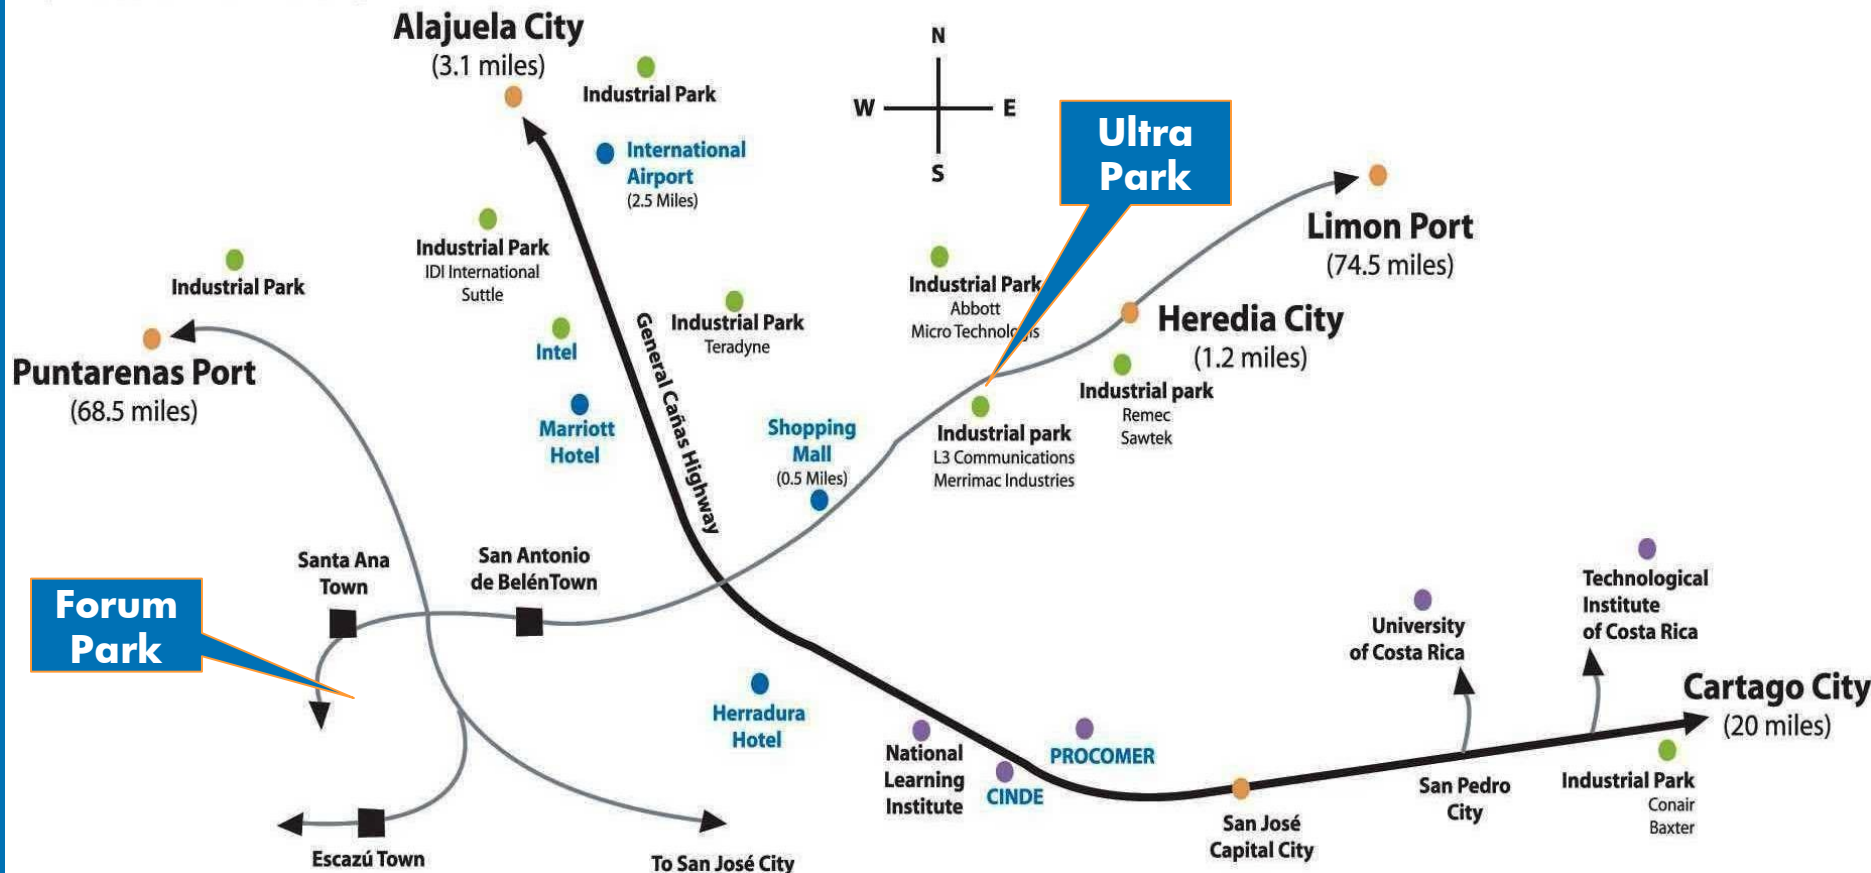 Alajuela City
(3.1 miles)
Industrial Park
International
Airport
(2.5 Miles)
N
W
E
S
Ultra
Park
Limon Port
(74.5 miles)
Industrial Park
Industrial Park
IDI International
Suttle
Industrial Park
Teradyne
Industrial Park
Abbott
Micro Technologis
Heredia City
(1.2 miles)
Puntarenas Port
(68.5 miles)
Intel
General Cañas Highway
Marriott
Hotel
Shopping
Mall
(0.5 Miles)
Industrial park
L3 Communications
Merrimac Industries
Industrial park
Remec
Sawtek
Santa Ana
Town
San Antonio
de BelénTown
Forum
Park
Herradura
Hotel
National
Learning
Institute
CINDE
PROCOMER
University
of Costa Rica
Technological
Institute
of Costa Rica
Cartago City
(20 miles)
Industrial Park
Conair
Baxter
San Pedro
City
San José
Capital City
Escazú Town
To San José City